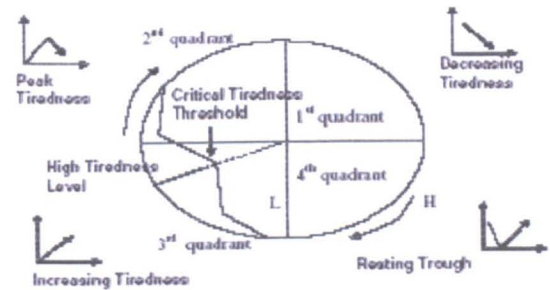 2nd quadrant
Peak
Tiredness
Decreasing
Tiredness
Critical Tiredness
Threshold
1st quadrant
High Tiredness
Level
4th quadrant
L
H
3rd quadrant
Resting Trough
Increasing Tiredness